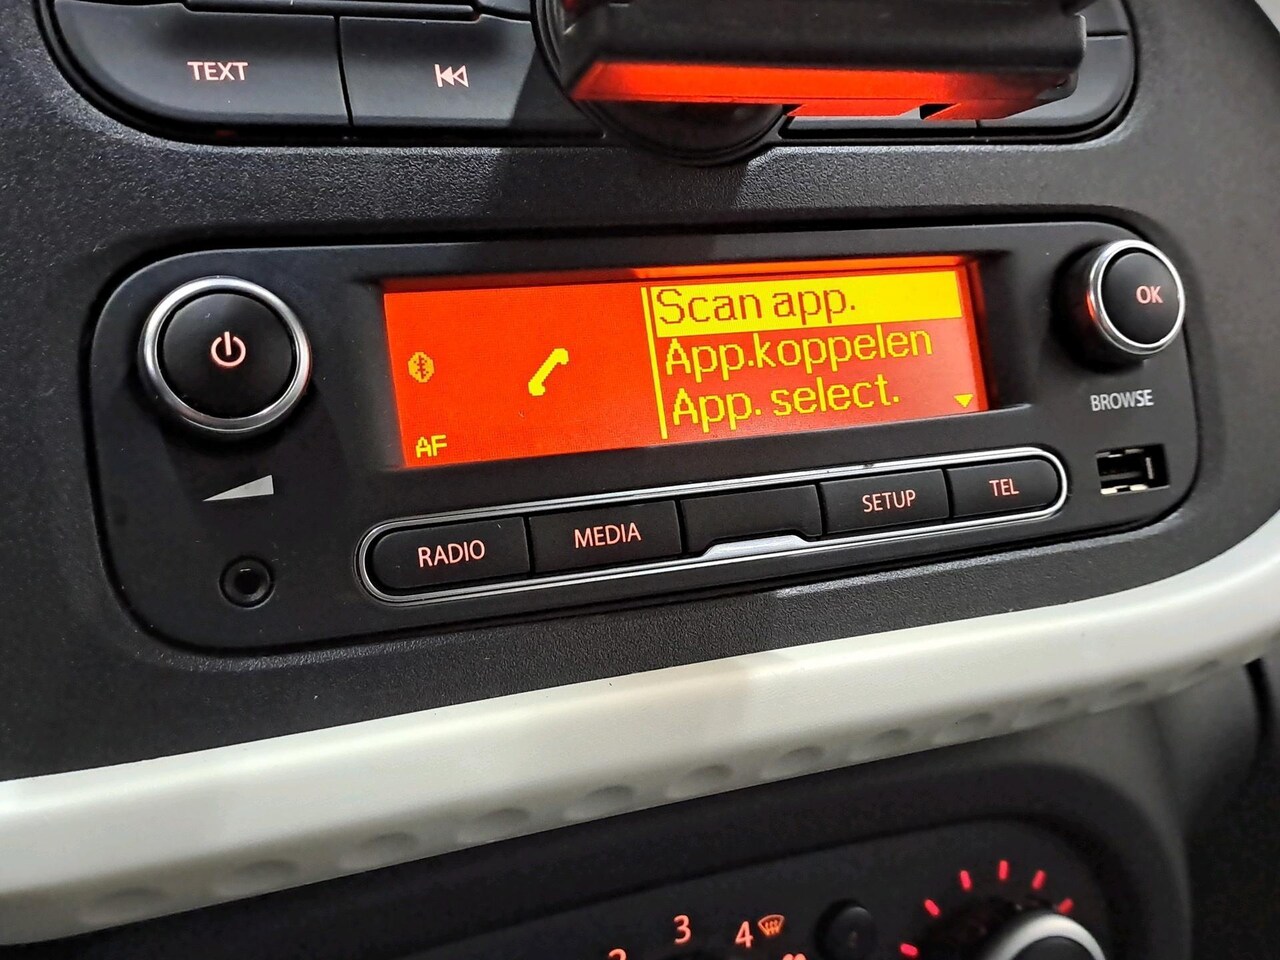 TEXT
OK
Scan app.
App.koppelen
App. select.
AF
BROWSE
RADIO
MEDIA
SETUP
TEL
3
4